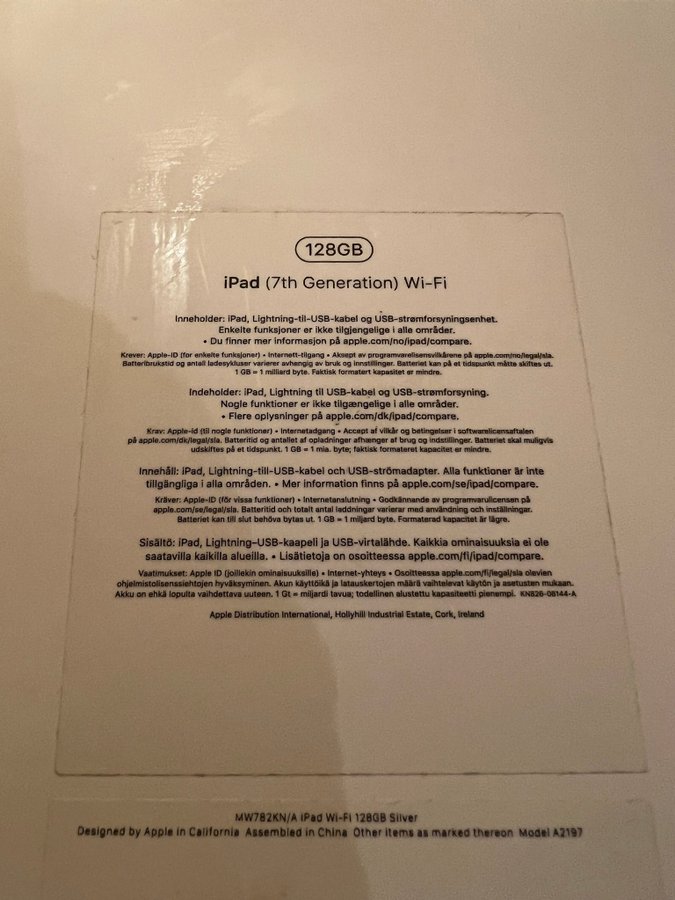 128GB
iPad (7th Generation) Wi-Fi
Inneholder: iPad, Lightning-til-USB-kabel og USB-strømforsyningsenhet.
Enkelte funksjoner er ikke tilgjengelige i alle områder.
• Du finner mer informasjon på apple.com/no/ipad/compare.
Krever: Apple-ID (for enkelte funksjoner) • Internett-tilgang • Aksept av programvarelisensvilkårene på apple.com/no/legal/sla.
Batteribrukstid og antall ladesykluser varierer avhengig av bruk og innstillinger. Batteriet kan på et tidspunkt måtte skiftes ut.
1 GB = 1 milliard byte. Faktisk formatert kapasitet er mindre.
Indeholder: iPad, Lightning til USB-kabel og USB-strømforsyning.
Nogle funktioner er ikke tilgængelige i alle områder.
• Flere oplysninger på apple.com/dk/ipad/compare.
Krav: Apple-id (til nogle funktioner) • Internetadgang • Accept af vilkår og betingelser i softwarelicensaftalen
på apple.com/dk/legal/sla. Batteritid og antallet af opladninger afhænger af brug og indstillinger. Batteriet skal muligvis
udskiftes på et tidspunkt. 1 GB = 1 mia. byte; faktisk formateret kapacitet er mindre.
Innehåll: iPad, Lightning-till-USB-kabel och USB-strömadapter. Alla funktioner är inte
tillgängliga i alla områden. • Mer information finns på apple.com/se/ipad/compare.
Kräver: Apple-ID (för vissa funktioner) • Internetanslutning • Godkännande av programvarulicensen på
apple.com/se/legal/sla. Batteritid och totalt antal laddningar varierar med användning och inställningar.
Batteriet kan till slut behöva bytas ut. 1 GB = 1 miljard byte. Formaterad kapacitet är lägre.
Sisältö: iPad, Lightning–USB-kaapeli ja USB-virtalähde. Kaikkia ominaisuuksia ei ole
saatavilla kaikilla alueilla. • Lisätietoja on osoitteessa apple.com/fi/ipad/compare.
Vaatimukset: Apple ID (joillekin ominaisuuksille) • Internet-yhteys • Osoitteessa apple.com/fi/legal/sla olevien
ohjelmistolisenssiehtojen hyväksyminen. Akun käyttöikä ja latauskertojen määrä vaihtelevat käytön ja asetusten mukaan.
Akku on ehkä lopulta vaihdettava uuteen. 1 Gt = miljardi tavua; todellinen alustettu kapasiteetti pienempi. KN826-06144-A
Apple Distribution International, Hollyhill Industrial Estate, Cork, Ireland
MW782KN/A iPad Wi-Fi 128GB Silver
Designed by Apple in California Assembled in China Other items as marked thereon Model A2197